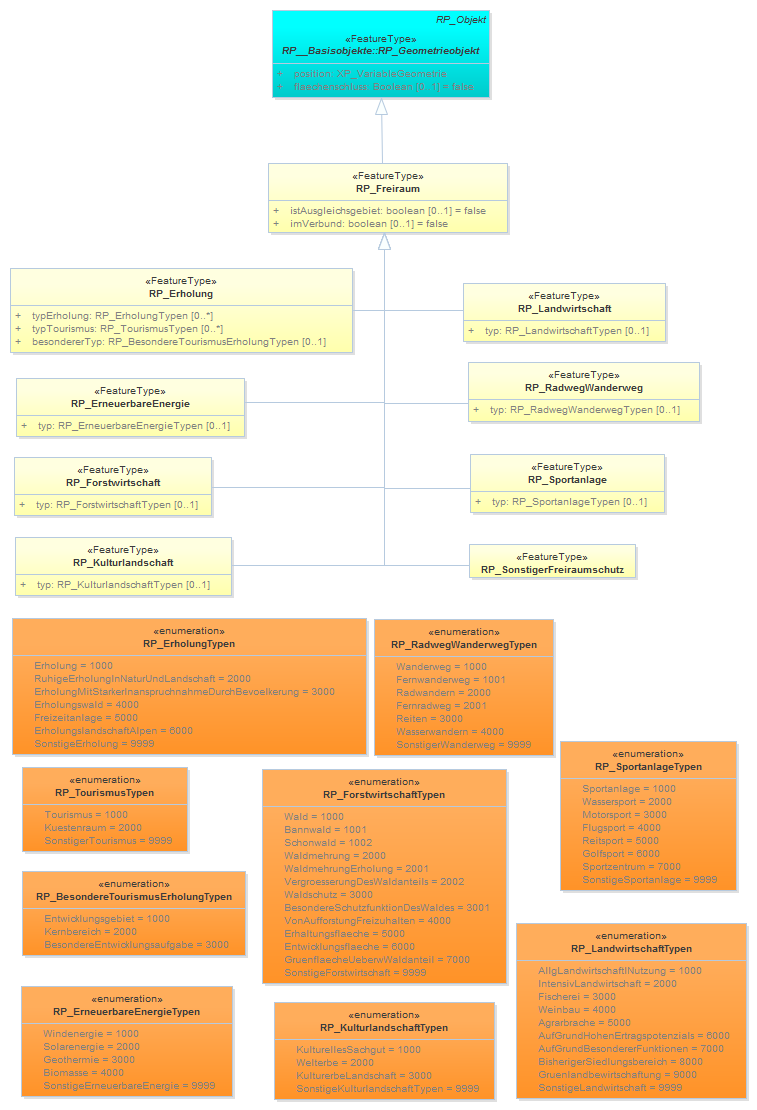 RP_Objekt
«FeatureType»
RP__Basisobjekte::RP_Geometrieobjekt
+ position: XP_VariableGeometrie
+ flaechenschluss: Boolean [0..1] = false
«FeatureType»
RP_Freiraum
+ istAusgleichsgebiet: boolean [0..1] = false
+ imVerbund: boolean [0..1] = false
«FeatureType»
RP_Erholung
+ typErholung: RP_ErholungTypen [0..*]
+ typTourismus: RP_TourismusTypen [0..*]
+ besondererTyp: RP_BesondereTourismusErholungTypen [0..1]
«FeatureType»
RP_Landwirtschaft
+ typ: RP_LandwirtschaftTypen [0..1]
«FeatureType»
RP_ErneuerbareEnergie
+ typ: RP_ErneuerbareEnergieTypen [0..1]
«FeatureType»
RP_RadwegWanderweg
+ typ: RP_RadwegWanderwegTypen [0..1]
«FeatureType»
RP_Forstwirtschaft
+ typ: RP_ForstwirtschaftTypen [0..1]
«FeatureType»
RP_Sportanlage
+ typ: RP_SportanlageTypen [0..1]
«FeatureType»
RP_Kulturlandschaft
+ typ: RP_KulturlandschaftTypen [0..1]
«FeatureType»
RP_SonstigerFreiraumschutz
«enumeration»
RP_ErholungTypen
Erholung = 1000
RuhigeErholungInNaturUndLandschaft = 2000
ErholungMitStarkerInanspruchnahmeDurchBevoelkerung = 3000
Erholungswald = 4000
Freizeitanlage = 5000
ErholungslandschaftAlpen = 6000
SonstigeErholung = 9999
«enumeration»
RP_RadwegWanderwegTypen
Wanderweg = 1000
Fernwanderweg = 1001
Radwandern = 2000
Fernradweg = 2001
Reiten = 3000
Wasserwandern = 4000
SonstigerWanderweg = 9999
«enumeration»
RP_SportanlageTypen
Sportanlage = 1000
Wassersport = 2000
Motorsport = 3000
Flugsport = 4000
Reitsport = 5000
Golfsport = 6000
Sportzentrum = 7000
SonstigeSportanlage = 9999
«enumeration»
RP_TourismusTypen
Tourismus = 1000
Kuestenraum = 2000
SonstigerTourismus = 9999
«enumeration»
RP_ForstwirtschaftTypen
Wald = 1000
Bannwald = 1001
Schonwald = 1002
Waldmehrung = 2000
WaldmehrungErholung = 2001
VergroesserungDesWaldanteils = 2002
Waldschutz = 3000
BesondereSchutzfunktionDesWaldes = 3001
VonAufforstungFreizuhalten = 4000
Erhaltungsflaeche = 5000
Entwicklungsflaeche = 6000
GruenflaecheUeberwWaldanteil = 7000
SonstigeForstwirtschaft = 9999
«enumeration»
RP_BesondereTourismusErholungTypen
Entwicklungsgebiet = 1000
Kernbereich = 2000
BesondereEntwicklungsaufgabe = 3000
«enumeration»
RP_LandwirtschaftTypen
AllgLandwirtschaftlNutzung = 1000
IntensivLandwirtschaft = 2000
Fischerei = 3000
Weinbau = 4000
Agrarbrache = 5000
AufGrundHohenErtragspotenzials = 6000
AufGrundBesondererFunktionen = 7000
BisherigerSiedlungsbereich = 8000
Gruenlandbewirtschaftung = 9000
SonstigeLandwirtschaft = 9999
«enumeration»
RP_ErneuerbareEnergieTypen
Windenergie = 1000
Solarenergie = 2000
Geothermie = 3000
Biomasse = 4000
SonstigeErneuerbareEnergie = 9999
«enumeration»
RP_KulturlandschaftTypen
KulturellesSachgut = 1000
Welterbe = 2000
KulturerbeLandschaft = 3000
SonstigeKulturlandschaftTypen = 9999